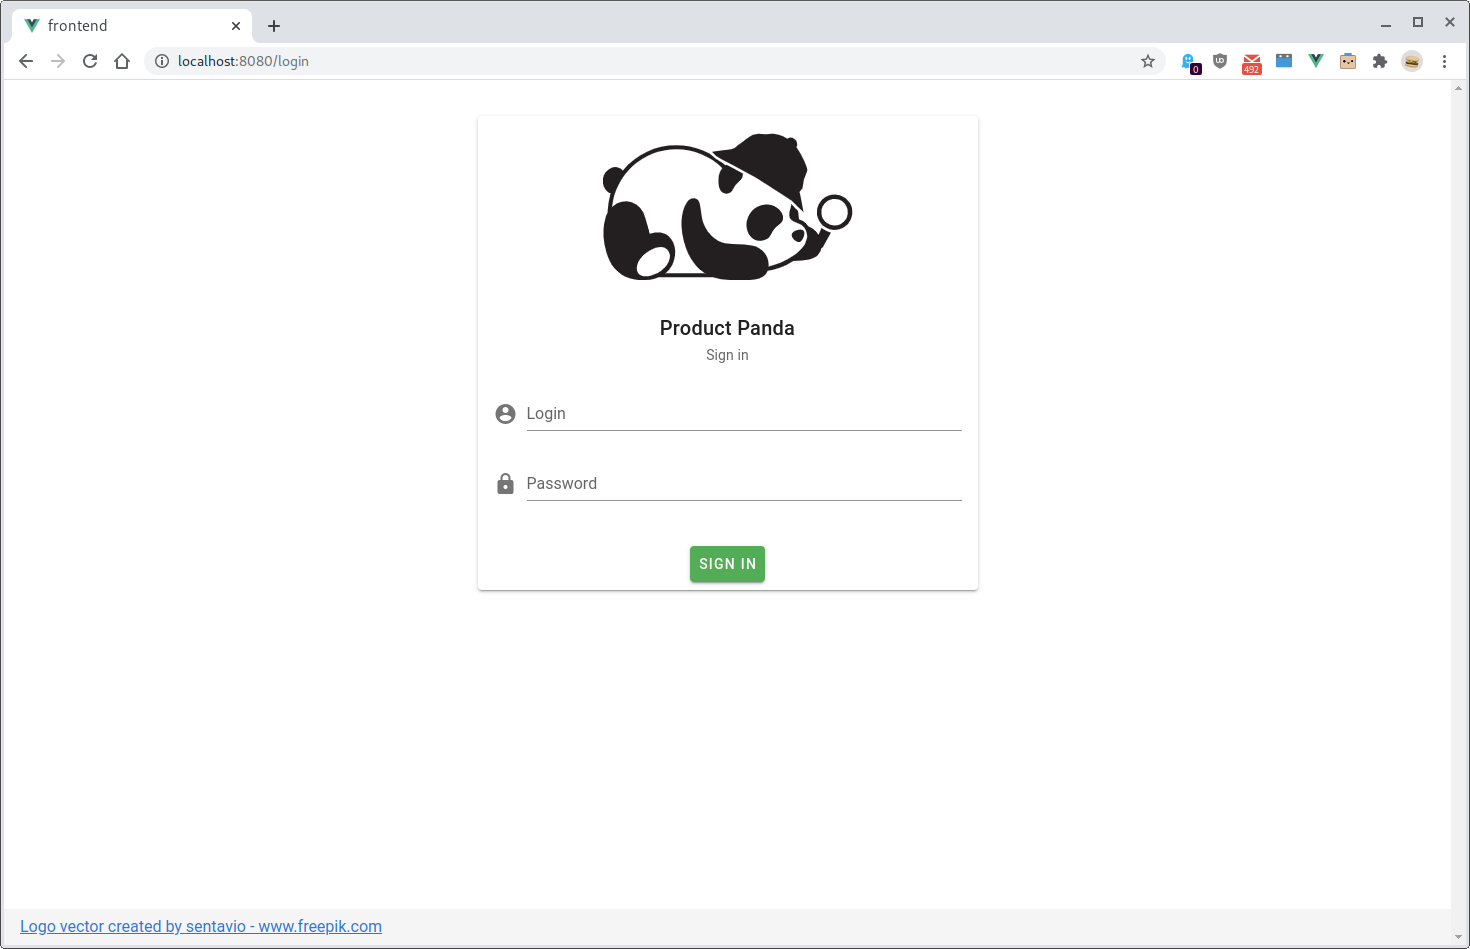 frontend
localhost:8080/login
0
UD
492
Product Panda
Sign in
Login
Password
SIGN IN
Logo vector created by sentavio - www.freepik.com